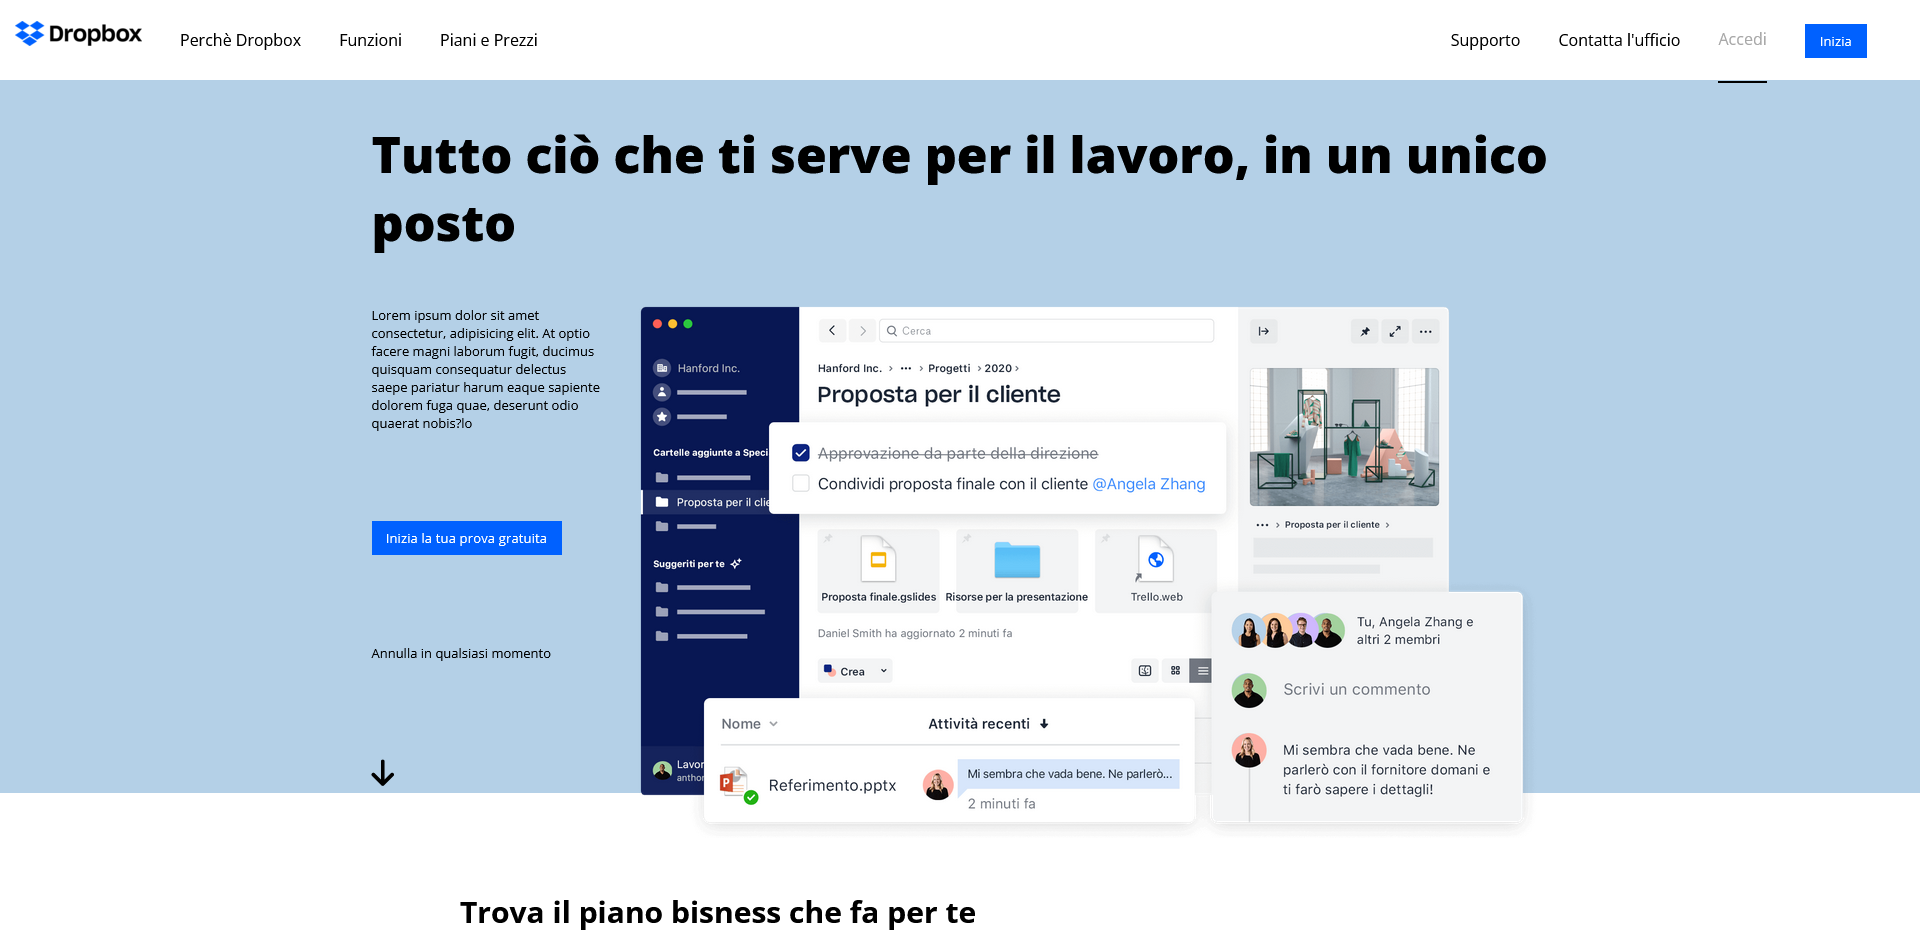 Dropbox
Perchè Dropbox
Funzioni
Piani e Prezzi
Supporto
Contatta l'ufficio
Accedi
Inizia
Tutto ciò che ti serve per il lavoro, in un unico
posto
Lorem ipsum dolor sit amet
consectetur, adipisicing elit. At optio
facere magni laborum fugit, ducimus
quisquam consequatur delectus
saepe pariatur harum eaque sapiente
dolorem fuga quae, deserunt odio
quaerat nobis?lo
Inizia la tua prova gratuita
Annulla in qualsiasi momento
Hanford Inc.
Cartelle aggiunte a Speci
Proposta per il clie
Suggeriti per te
Lavor
anthon
Cerca
Hanford Inc. › ··· › Progetti › 2020 ›
Proposta per il cliente
Approvazione da parte della direzione
Condividi proposta finale con il cliente @Angela Zhang
Proposta finale.gslides
Risorse per la presentazione
Trello.web
Daniel Smith ha aggiornato 2 minuti fa
Crea
Nome
Attività recenti
P
Referimento.pptx
Mi sembra che vada bene. Ne parlerò...
2 minuti fa
··· › Proposta per il cliente ›
Tu, Angela Zhang e
altri 2 membri
Scrivi un commento
Mi sembra che vada bene. Ne
parlerò con il fornitore domani e
ti farò sapere i dettagli!
Trova il piano bisness che fa per te